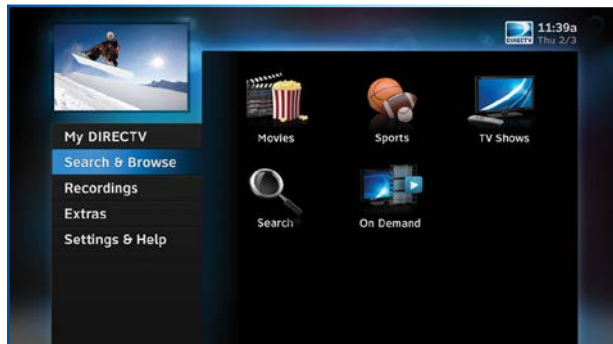 11:39a
DIRECTV Thu 2/3
My DIRECTV
Search & Browse
Recordings
Extras
Settings & Help
Movies
Sports
TV Shows
Search
On Demand